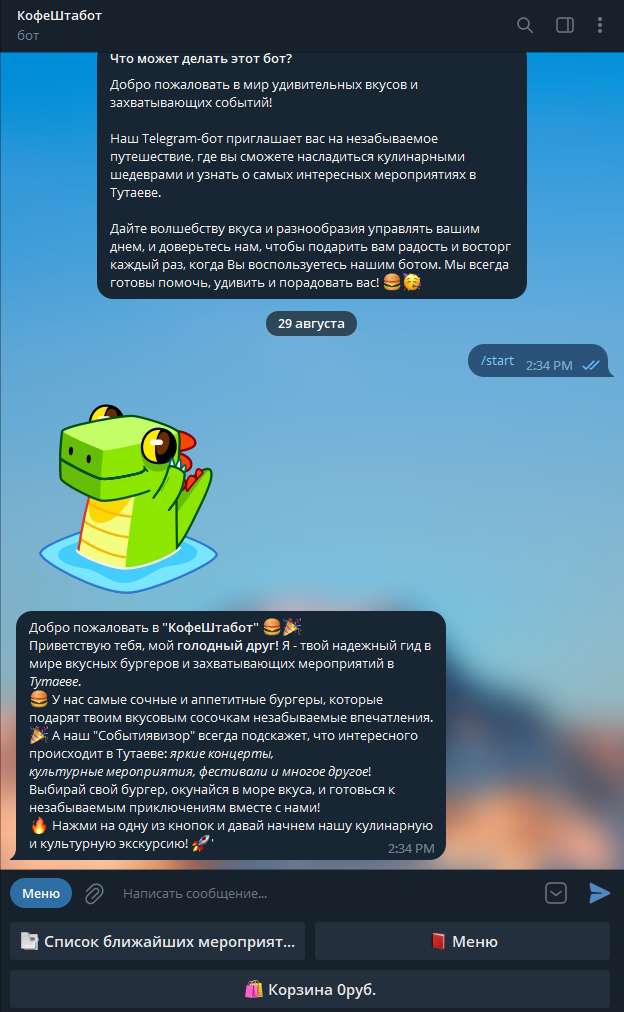 КофеШтабот
бот
Что может делать этот бот?
Добро пожаловать в мир удивительных вкусов и
захватывающих событий!
Наш Telegram-бот приглашает вас на незабываемое
путешествие, где вы сможете насладиться кулинарными
шедеврами и узнать о самых интересных мероприятиях в
Тутаеве.
Дайте волшебству вкуса и разнообразия управлять вашим
днем, и доверьтесь нам, чтобы подарить вам радость и восторг
каждый раз, когда Вы воспользуетесь нашим ботом. Мы всегда
готовы помочь, удивить и порадовать вас! 🍔🥳
29 августа
/start 2:34 PM
Добро пожаловать в "КофеШтабот" 🍔🎉
Приветствую тебя, мой голодный друг! Я - твой надежный гид в
мире вкусных бургеров и захватывающих мероприятий в
Тутаеве.
🍔 У нас самые сочные и аппетитные бургеры, которые
подарят твоим вкусовым сосочкам незабываемые впечатления.
🎉 А наш "Событиявизор" всегда подскажет, что интересного
происходит в Тутаеве: яркие концерты,
культурные мероприятия, фестивали и многое другое!
Выбирай свой бургер, окунайся в море вкуса, и готовься к
незабываемым приключениям вместе с нами!
🔥 Нажми на одну из кнопок и давай начнем нашу кулинарную
и культурную экскурсию! 🚀'
2:34 PM
Меню Написать сообщение...
📑 Список ближайших мероприят... 📕 Меню
🛍 Корзина 0руб.